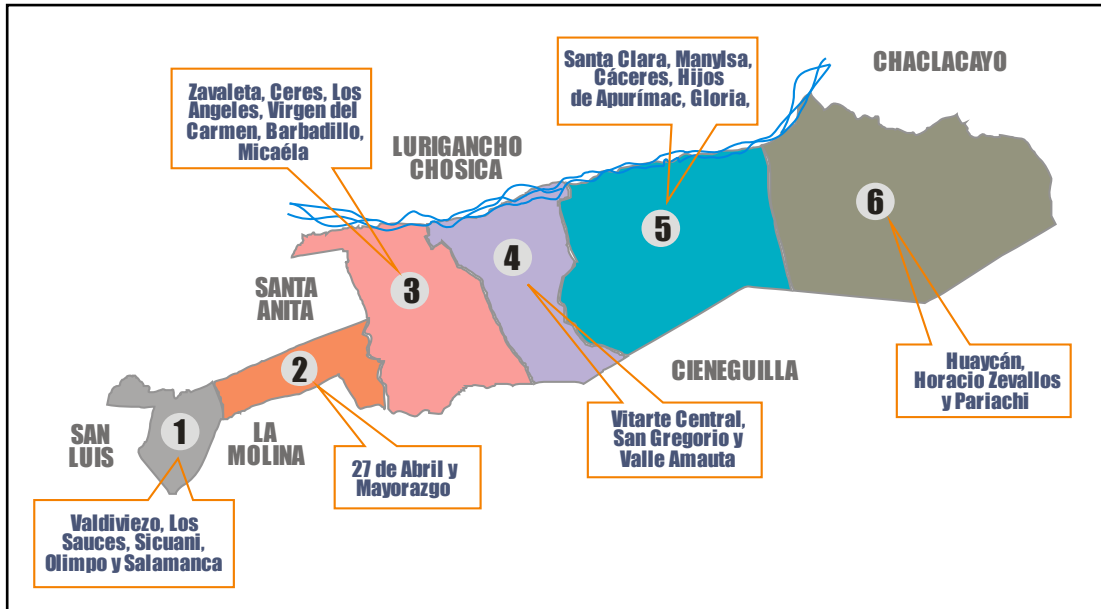 Santa Clara, Manylsa,
Cáceres, Hijos
de Apurímac, Gloria,
CHACLACAYO
Zavaleta, Ceres, Los
Angeles, Virgen del
Carmen, Barbadillo,
Micaéla
LURIGANCHO
CHOSICA
6
5
4
3
SANTA
ANITA
2
CIENEGUILLA
Huaycán,
Horacio Zevallos
y Pariachi
1
SAN
LUIS
LA
MOLINA
Vitarte Central,
San Gregorio y
Valle Amauta
27 de Abril y
Mayorazgo
Valdiviezo, Los
Sauces, Sicuani,
Olimpo y Salamanca